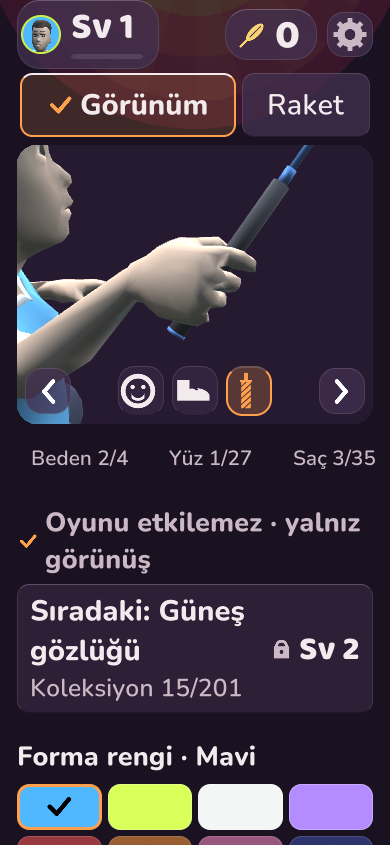 Sv 1
0
Görünüm
Raket
Beden 2/4
Yüz 1/27
Saç 3/35
Oyunu etkilemez · yalnız
görünüş
Sıradaki: Güneş
gözlüğü
Sv 2
Koleksiyon 15/201
Forma rengi · Mavi